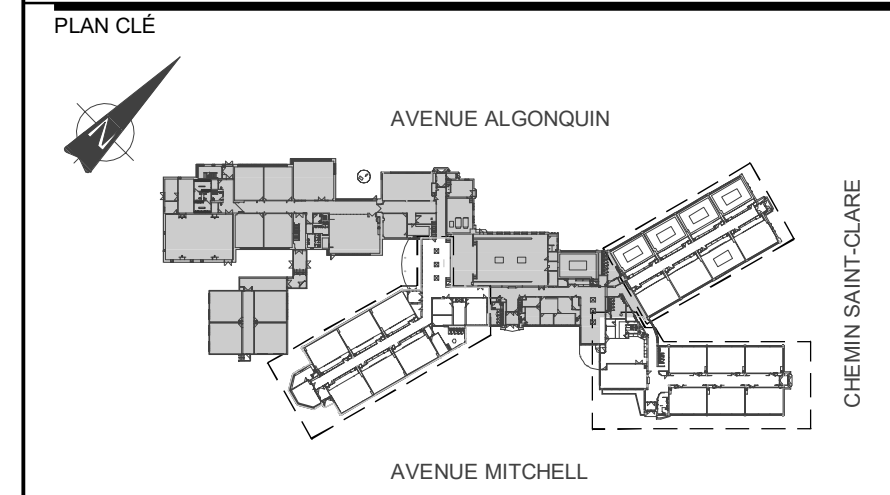 PLAN CLÉ
N
AVENUE ALGONQUIN
CHEMIN SAINT-CLARE
AVENUE MITCHELL